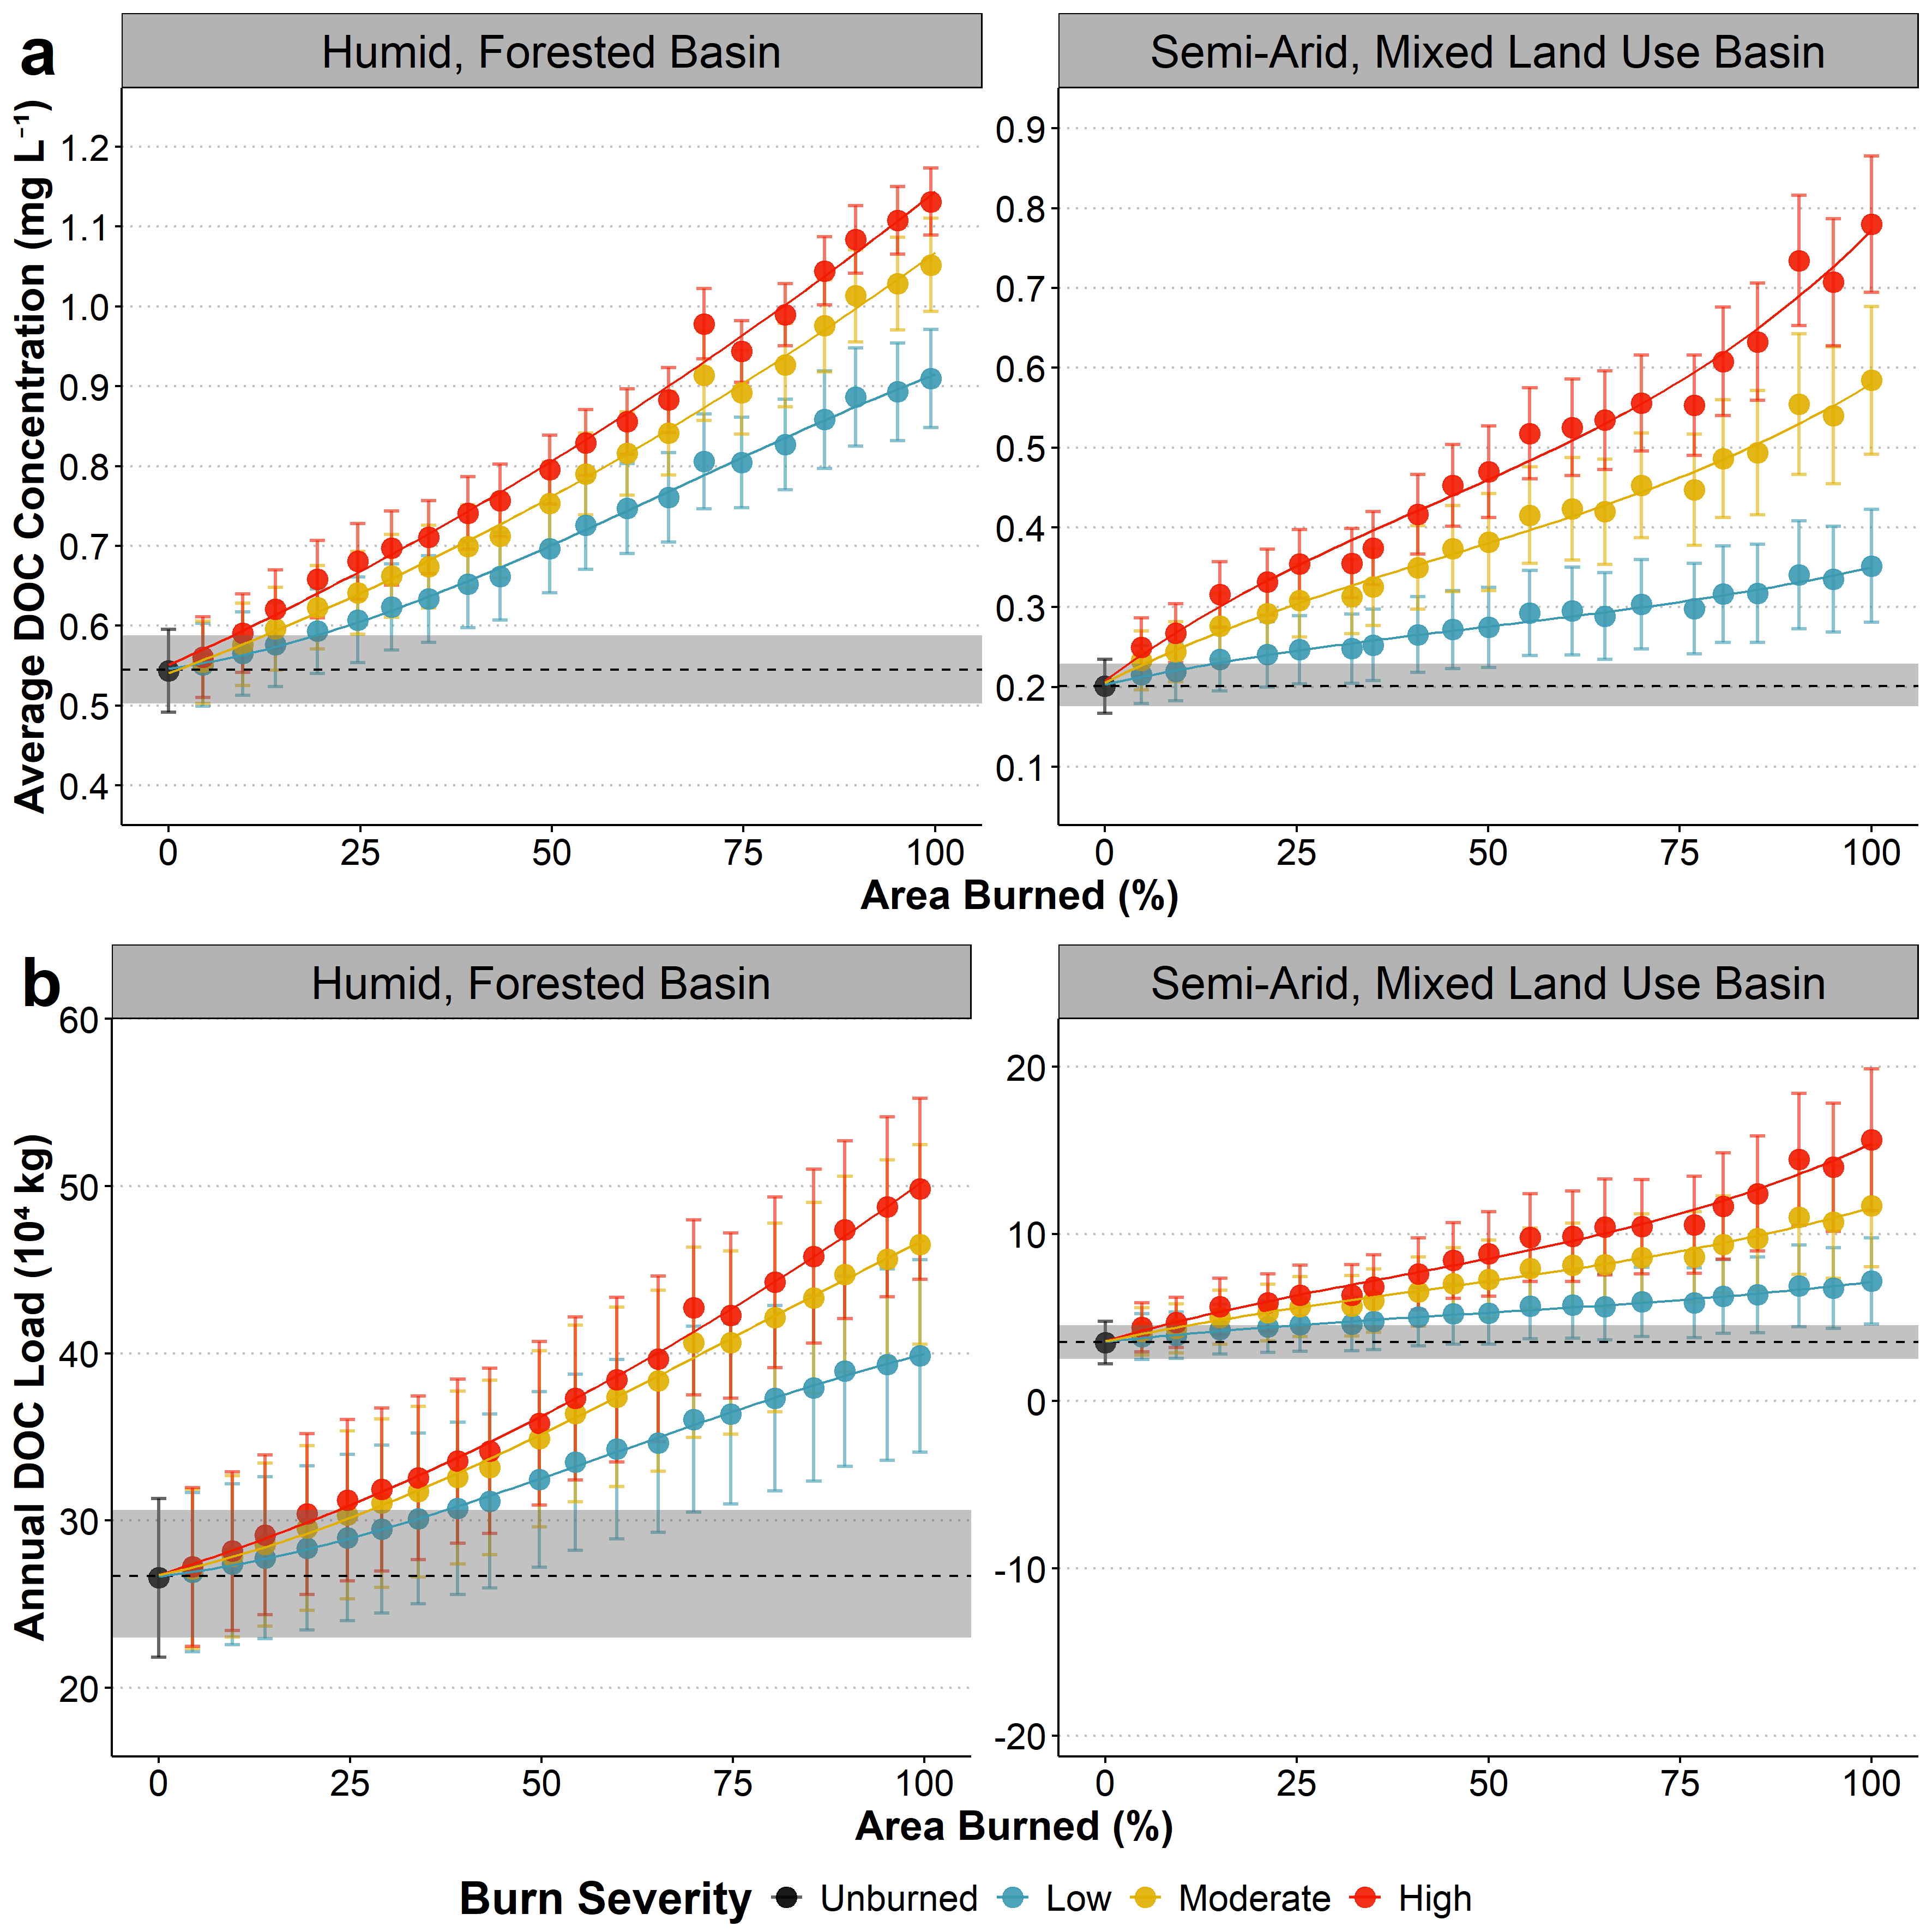 a
Humid, Forested Basin
Semi-Arid, Mixed Land Use Basin
Average DOC Concentration (mg L⁻¹)
1.2
1.1
1.0
0.9
0.8
0.7
0.6
0.5
0.4
0.9
0.8
0.7
0.6
0.5
0.4
0.3
0.2
0.1
0 25 50 75 100
0 25 50 75 100
Area Burned (%)
b
Humid, Forested Basin
Semi-Arid, Mixed Land Use Basin
Annual DOC Load (10⁴ kg)
60
50
40
30
20
20
10
0
-10
-20
0 25 50 75 100
0 25 50 75 100
Area Burned (%)
Burn Severity Unburned Low Moderate High